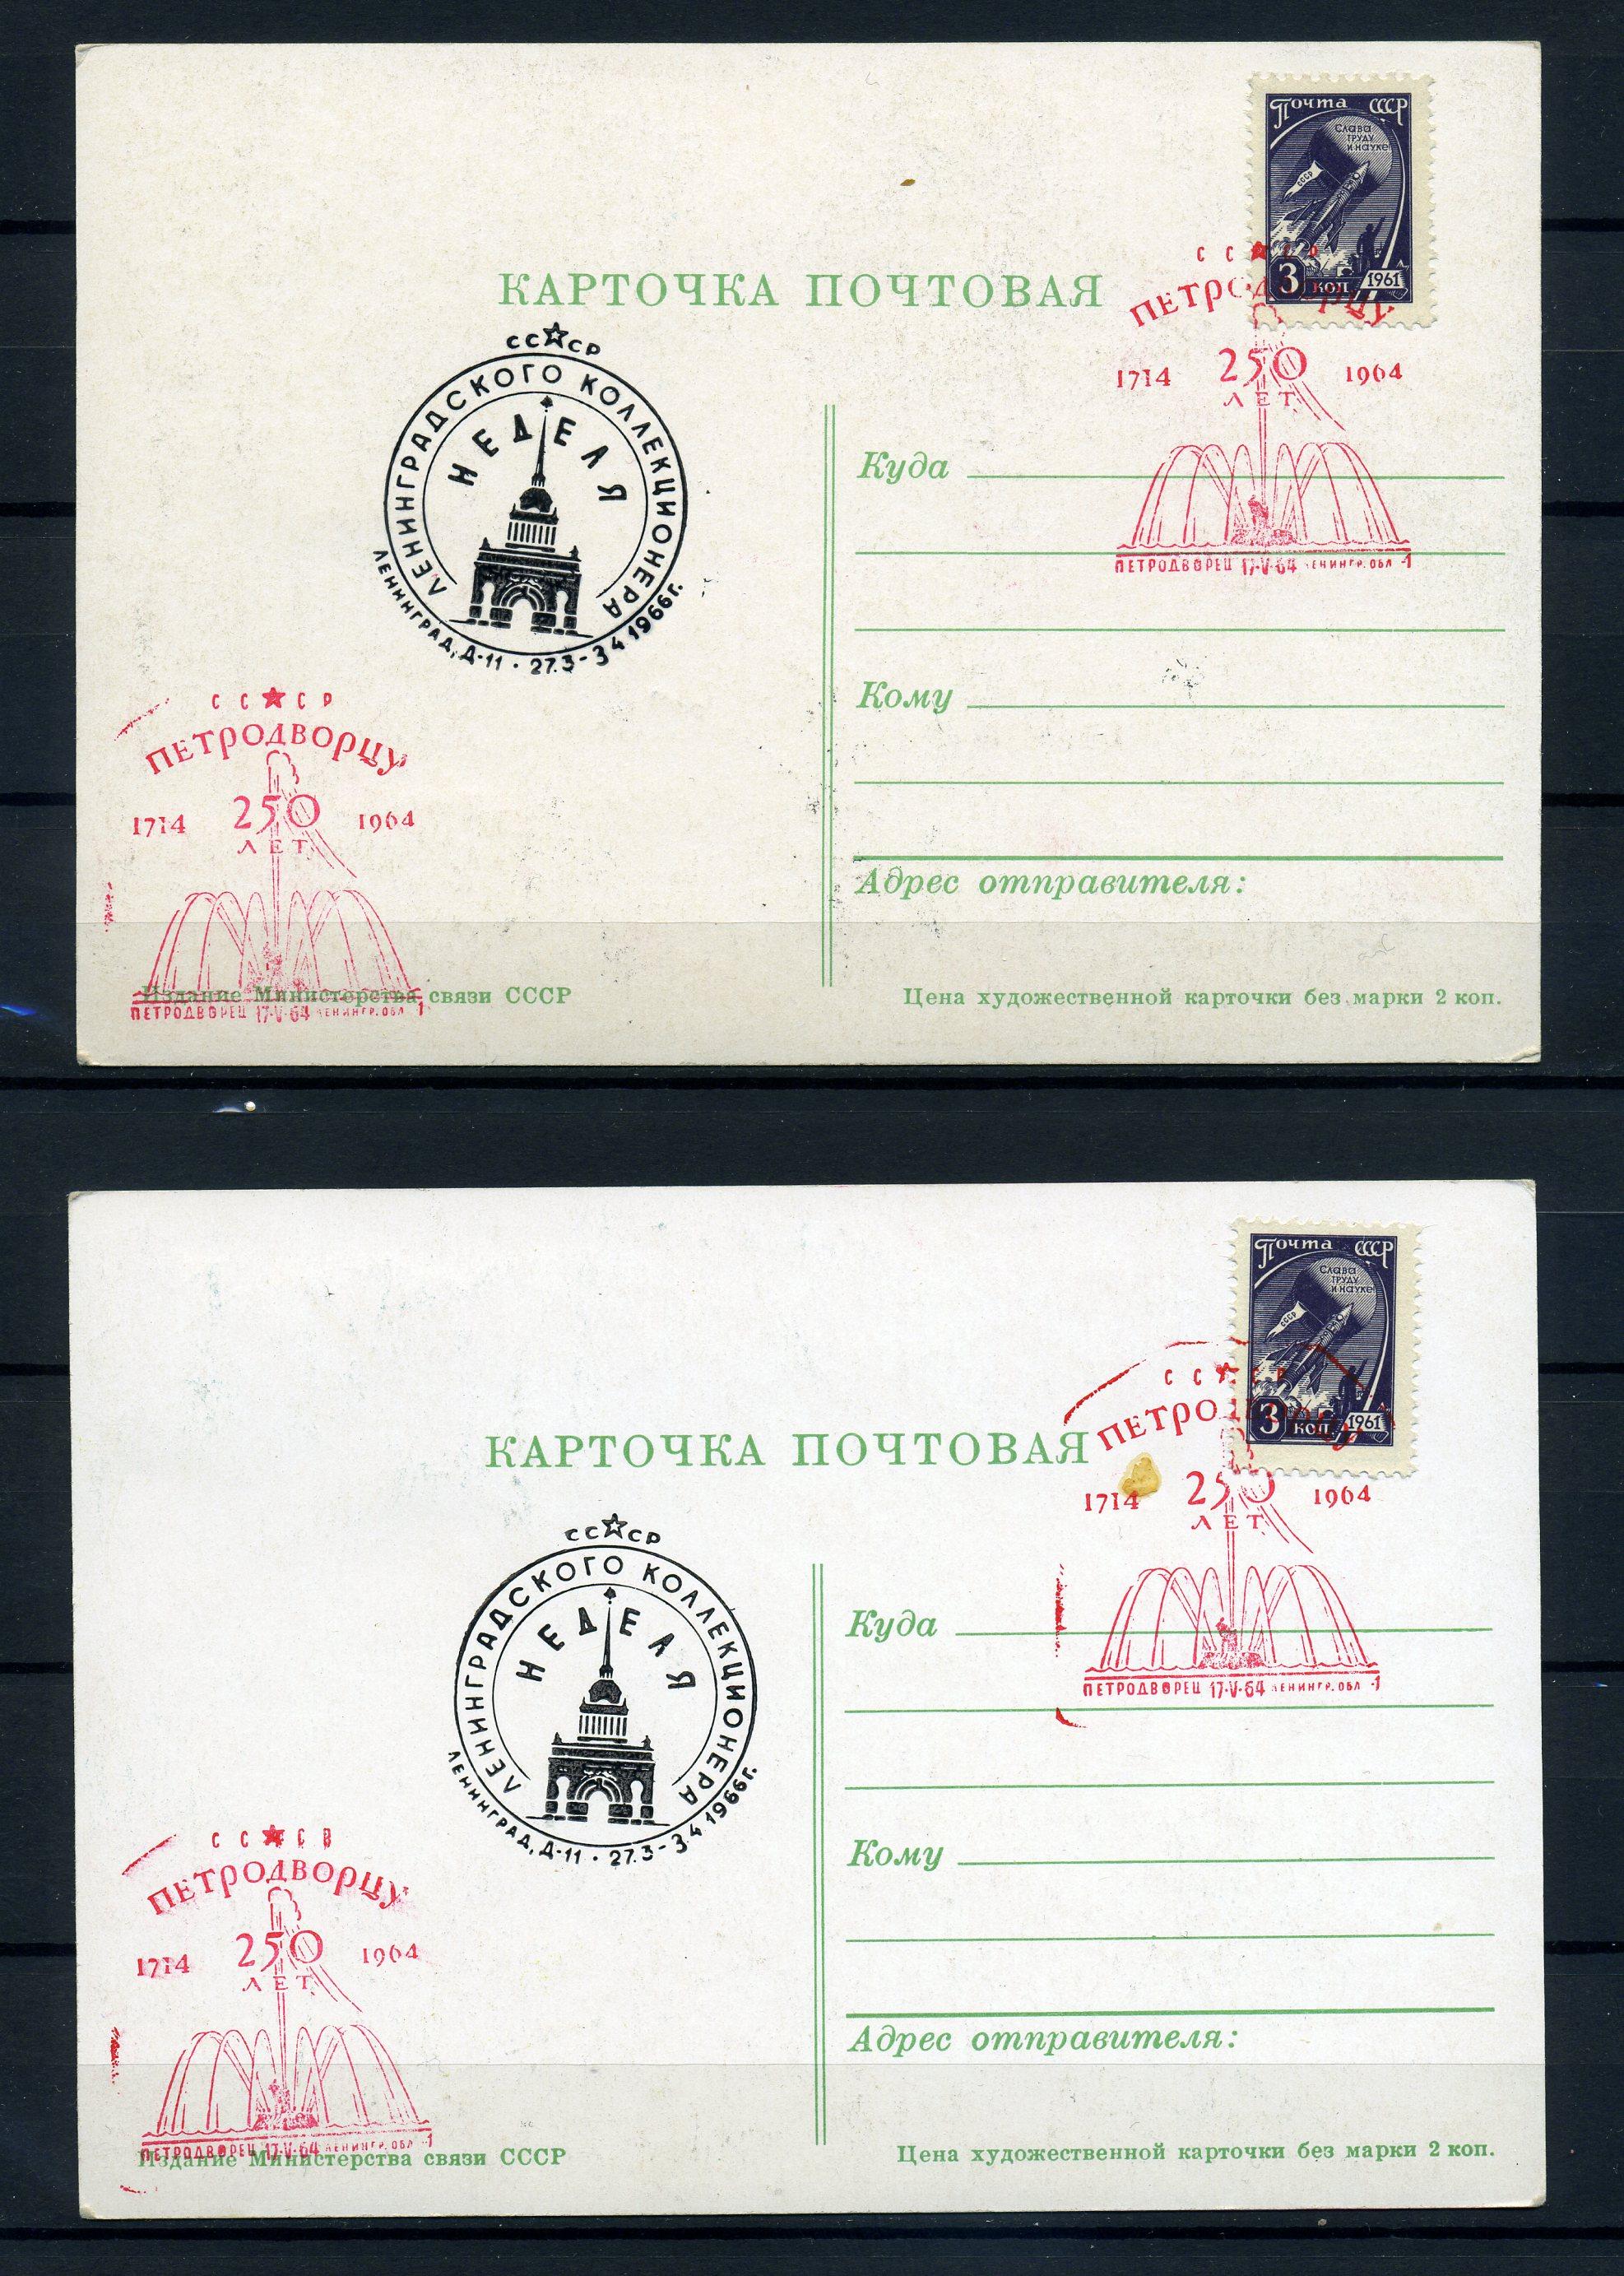 Почта СССР
Слава
труду
и науке
СССР
3 коп. 1961
КАРТОЧКА ПОЧТОВАЯ
СССР
ПЕТРОДВОРЦУ
1714 250 1964
ЛЕТ
ПЕТРОДВОРЕЦ 17-V-64 ЛЕНИНГР. ОБЛ -1
СССР
ЛЕНИНГРАДСКОГО КОЛЛЕКЦИОНЕРА
НЕДЕЛЯ
ЛЕНИНГРАД, Д-11 · 27.3-3 4 1966 г.
Куда
Кому
СССР
ПЕТРОДВОРЦУ
1714 250 1964
ЛЕТ
ПЕТРОДВОРЕЦ 17-V-64 ЛЕНИНГР. ОБЛ -1
Адрес отправителя:
Издание Министерства связи СССР
Цена художественной карточки без марки 2 коп.
Почта СССР
Слава
труду
и науке
СССР
3 коп. 1961
КАРТОЧКА ПОЧТОВАЯ
СССР
ПЕТРОДВОРЦУ
1714 250 1964
ЛЕТ
ПЕТРОДВОРЕЦ 17-V-64 ЛЕНИНГР. ОБЛ -1
СССР
ЛЕНИНГРАДСКОГО КОЛЛЕКЦИОНЕРА
НЕДЕЛЯ
ЛЕНИНГРАД, Д-11 · 27.3-3 4 1966 г.
Куда
Кому
СССР
ПЕТРОДВОРЦУ
1714 250 1964
ЛЕТ
ПЕТРОДВОРЕЦ 17-V-64 ЛЕНИНГР. ОБЛ -1
Адрес отправителя:
Издание Министерства связи СССР
Цена художественной карточки без марки 2 коп.